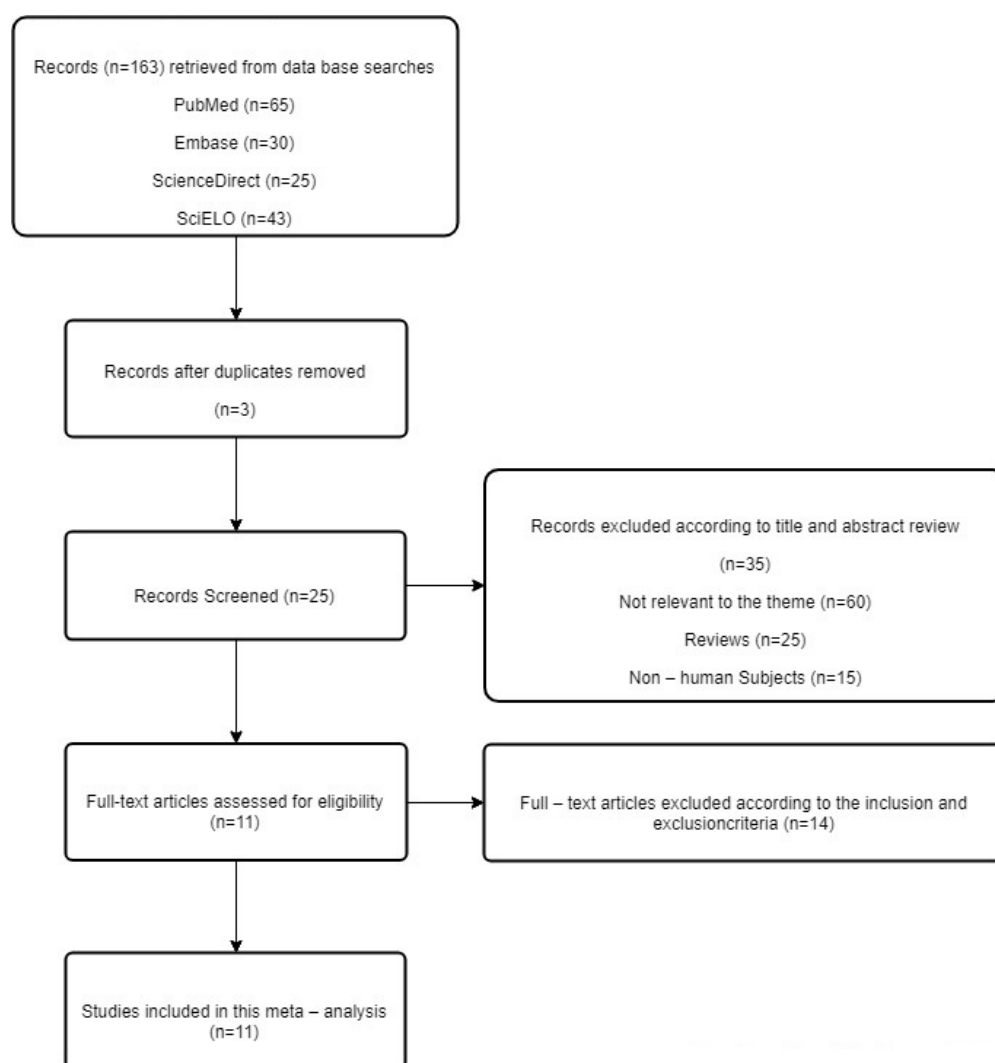 Records (n=163) retrieved from data base searches
PubMed (n=65)
Embase (n=30)
ScienceDirect (n=25)
SciELO (n=43)
Records after duplicates removed
(n=3)
Records Screened (n=25)
Records excluded according to title and abstract review
(n=35)
Not relevant to the theme (n=60)
Reviews (n=25)
Non – human Subjects (n=15)
Full-text articles assessed for eligibility
(n=11)
Full – text articles excluded according to the inclusion and
exclusioncriteria (n=14)
Studies included in this meta – analysis
(n=11)